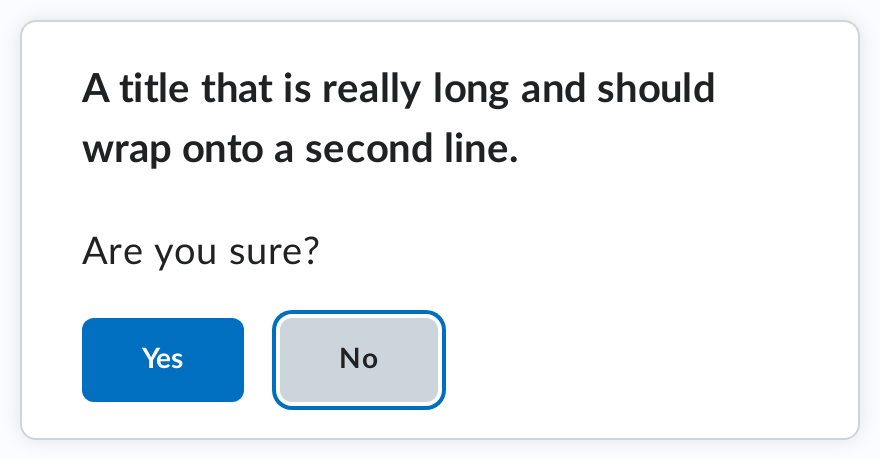 A title that is really long and should
wrap onto a second line.
Are you sure?
Yes
No